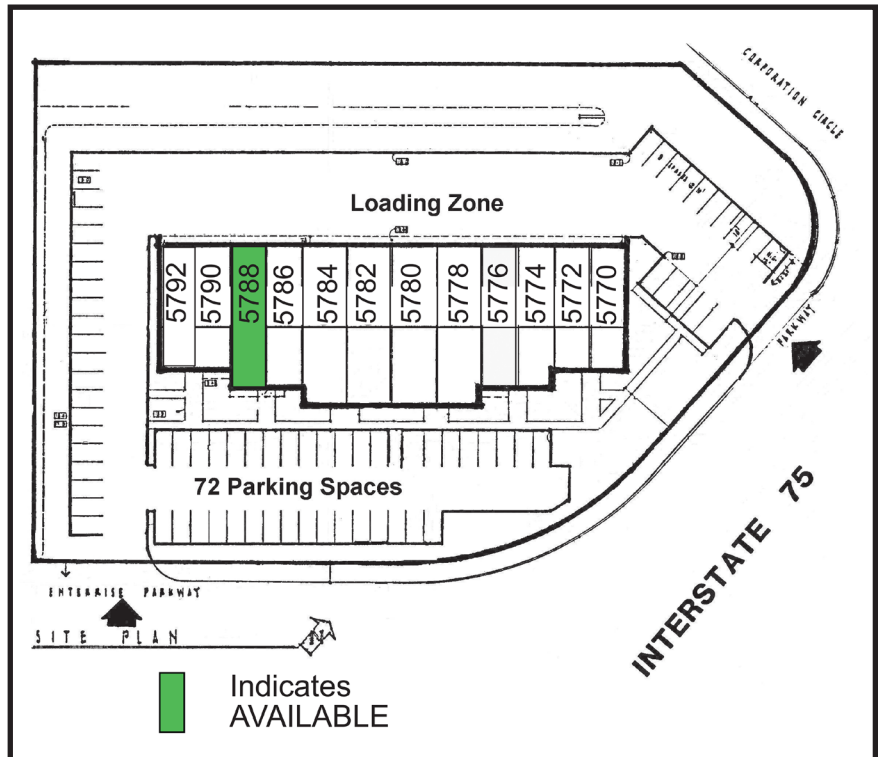 CORPORATION CIRCLE
Loading Zone
5792
5790
5788
5786
5784
5782
5780
5778
5776
5774
5772
5770
PARKWAY
72 Parking Spaces
INTERSTATE 75
ENTERRISE PARKWAY
SITE PLAN
N
Indicates
AVAILABLE